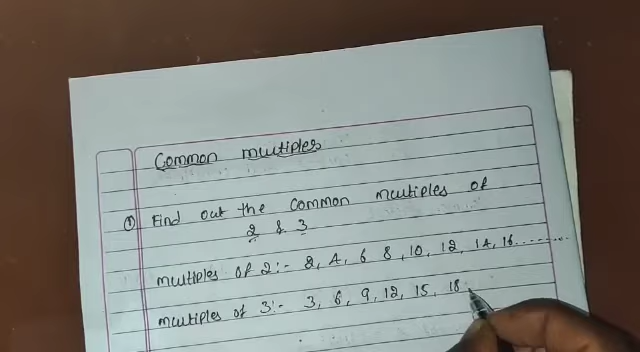 Common multiples
① Find out the common multiples of
2 & 3
multiples of 2:- 2, 4, 6 8, 10, 12, 14, 16.........
multiples of 3:- 3, 6, 9, 12, 15, 18